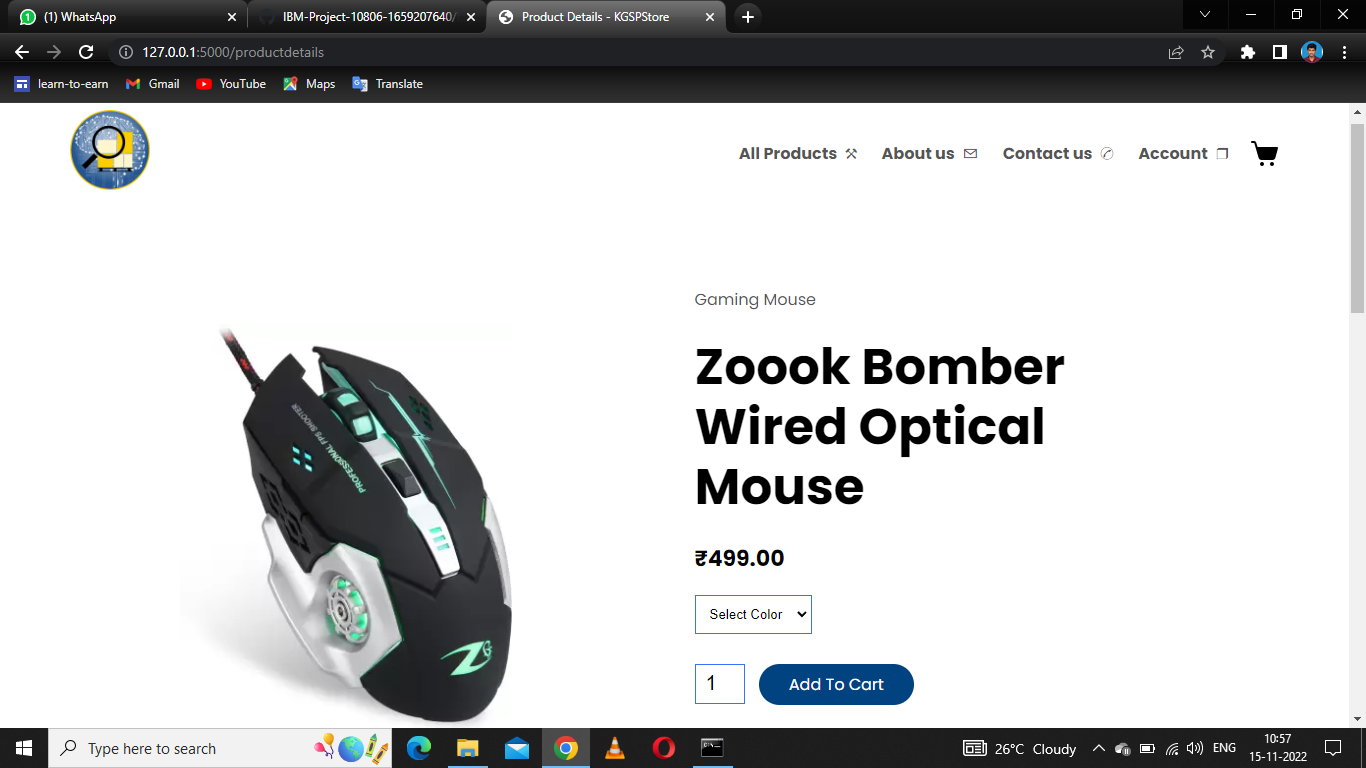 (1) WhatsApp
IBM-Project-10806-1659207640/
Product Details - KGSPStore
127.0.0.1:5000/productdetails
learn-to-earn
Gmail
YouTube
Maps
Translate
All Products
About us
Contact us
Account
Gaming Mouse
Zoook Bomber
Wired Optical
Mouse
₹499.00
Select Color
1
Add To Cart
PROFESSIONAL FPS SHOOTER
Type here to search
26°C Cloudy
ENG
10:57
15-11-2022